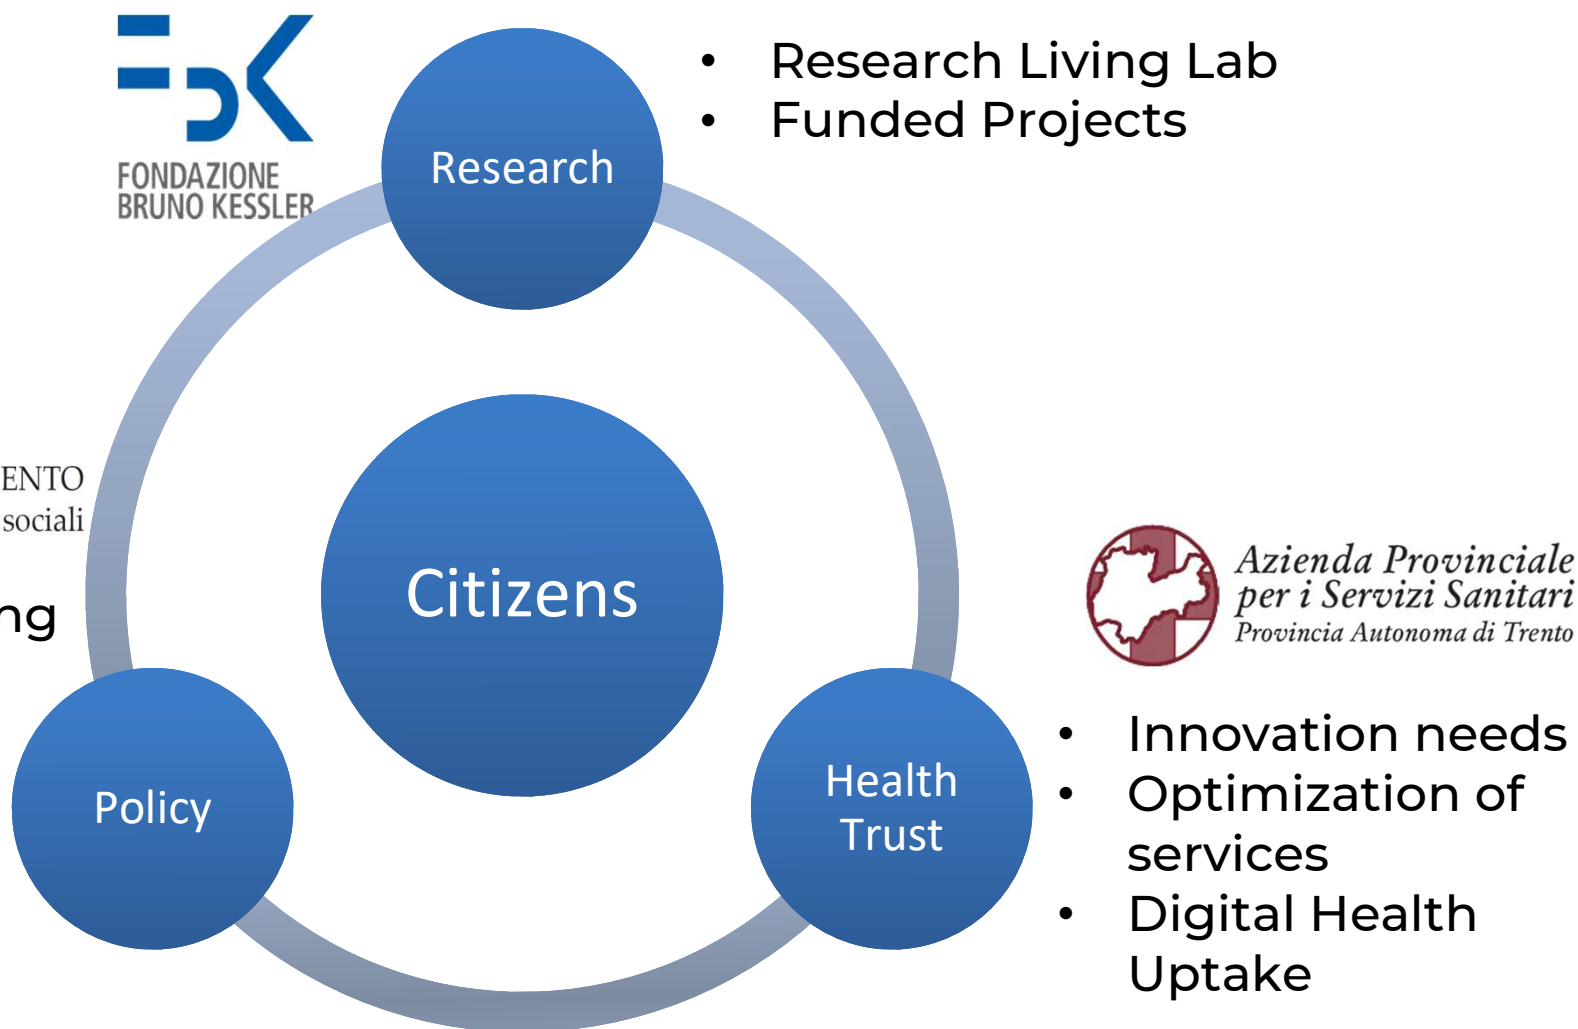 FBK
FONDAZIONE
BRUNO KESSLER
Research
• Research Living Lab
• Funded Projects
ENTO
sociali
ng
Citizens
Policy
Health
Trust
Azienda Provinciale
per i Servizi Sanitari
Provincia Autonoma di Trento
• Innovation needs
• Optimization of
services
• Digital Health
Uptake